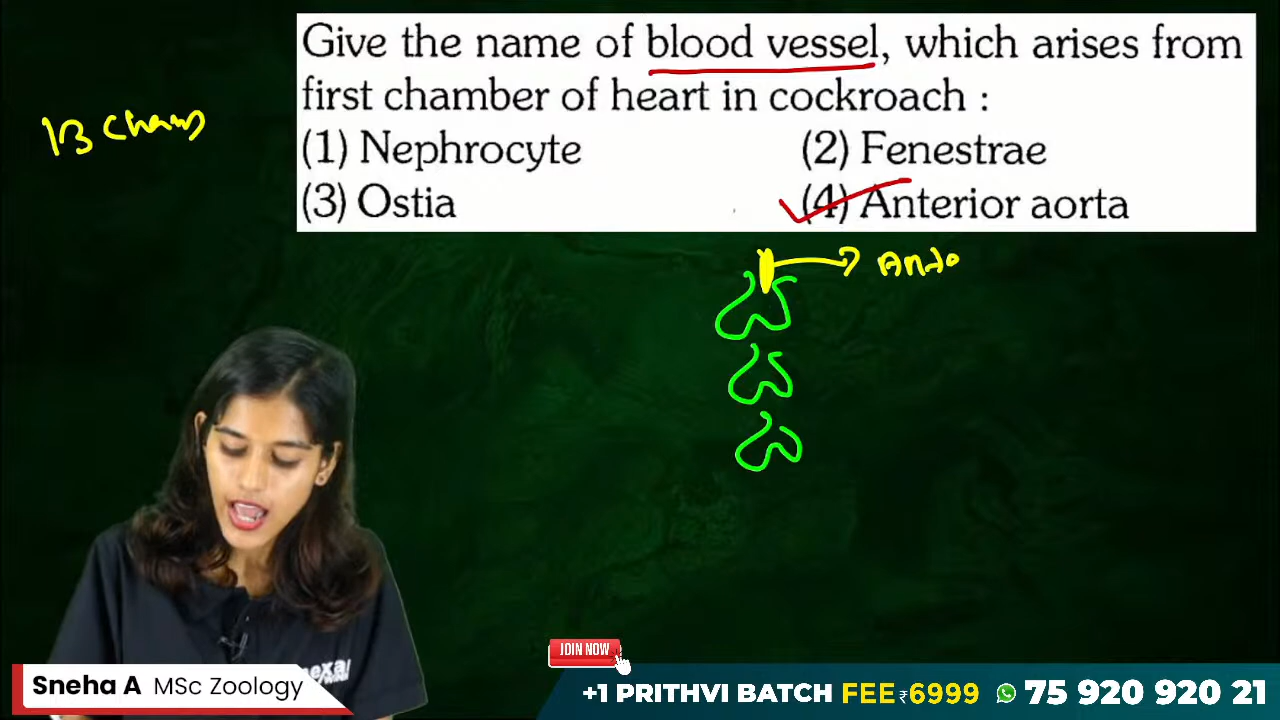 Give the name of blood vessel, which arises from
first chamber of heart in cockroach :
(1) Nephrocyte (2) Fenestrae
(3) Ostia (4) Anterior aorta
13 Cham
JOIN NOW
Sneha A MSc Zoology
+1 PRITHVI BATCH FEE ₹6999 75 920 920 21